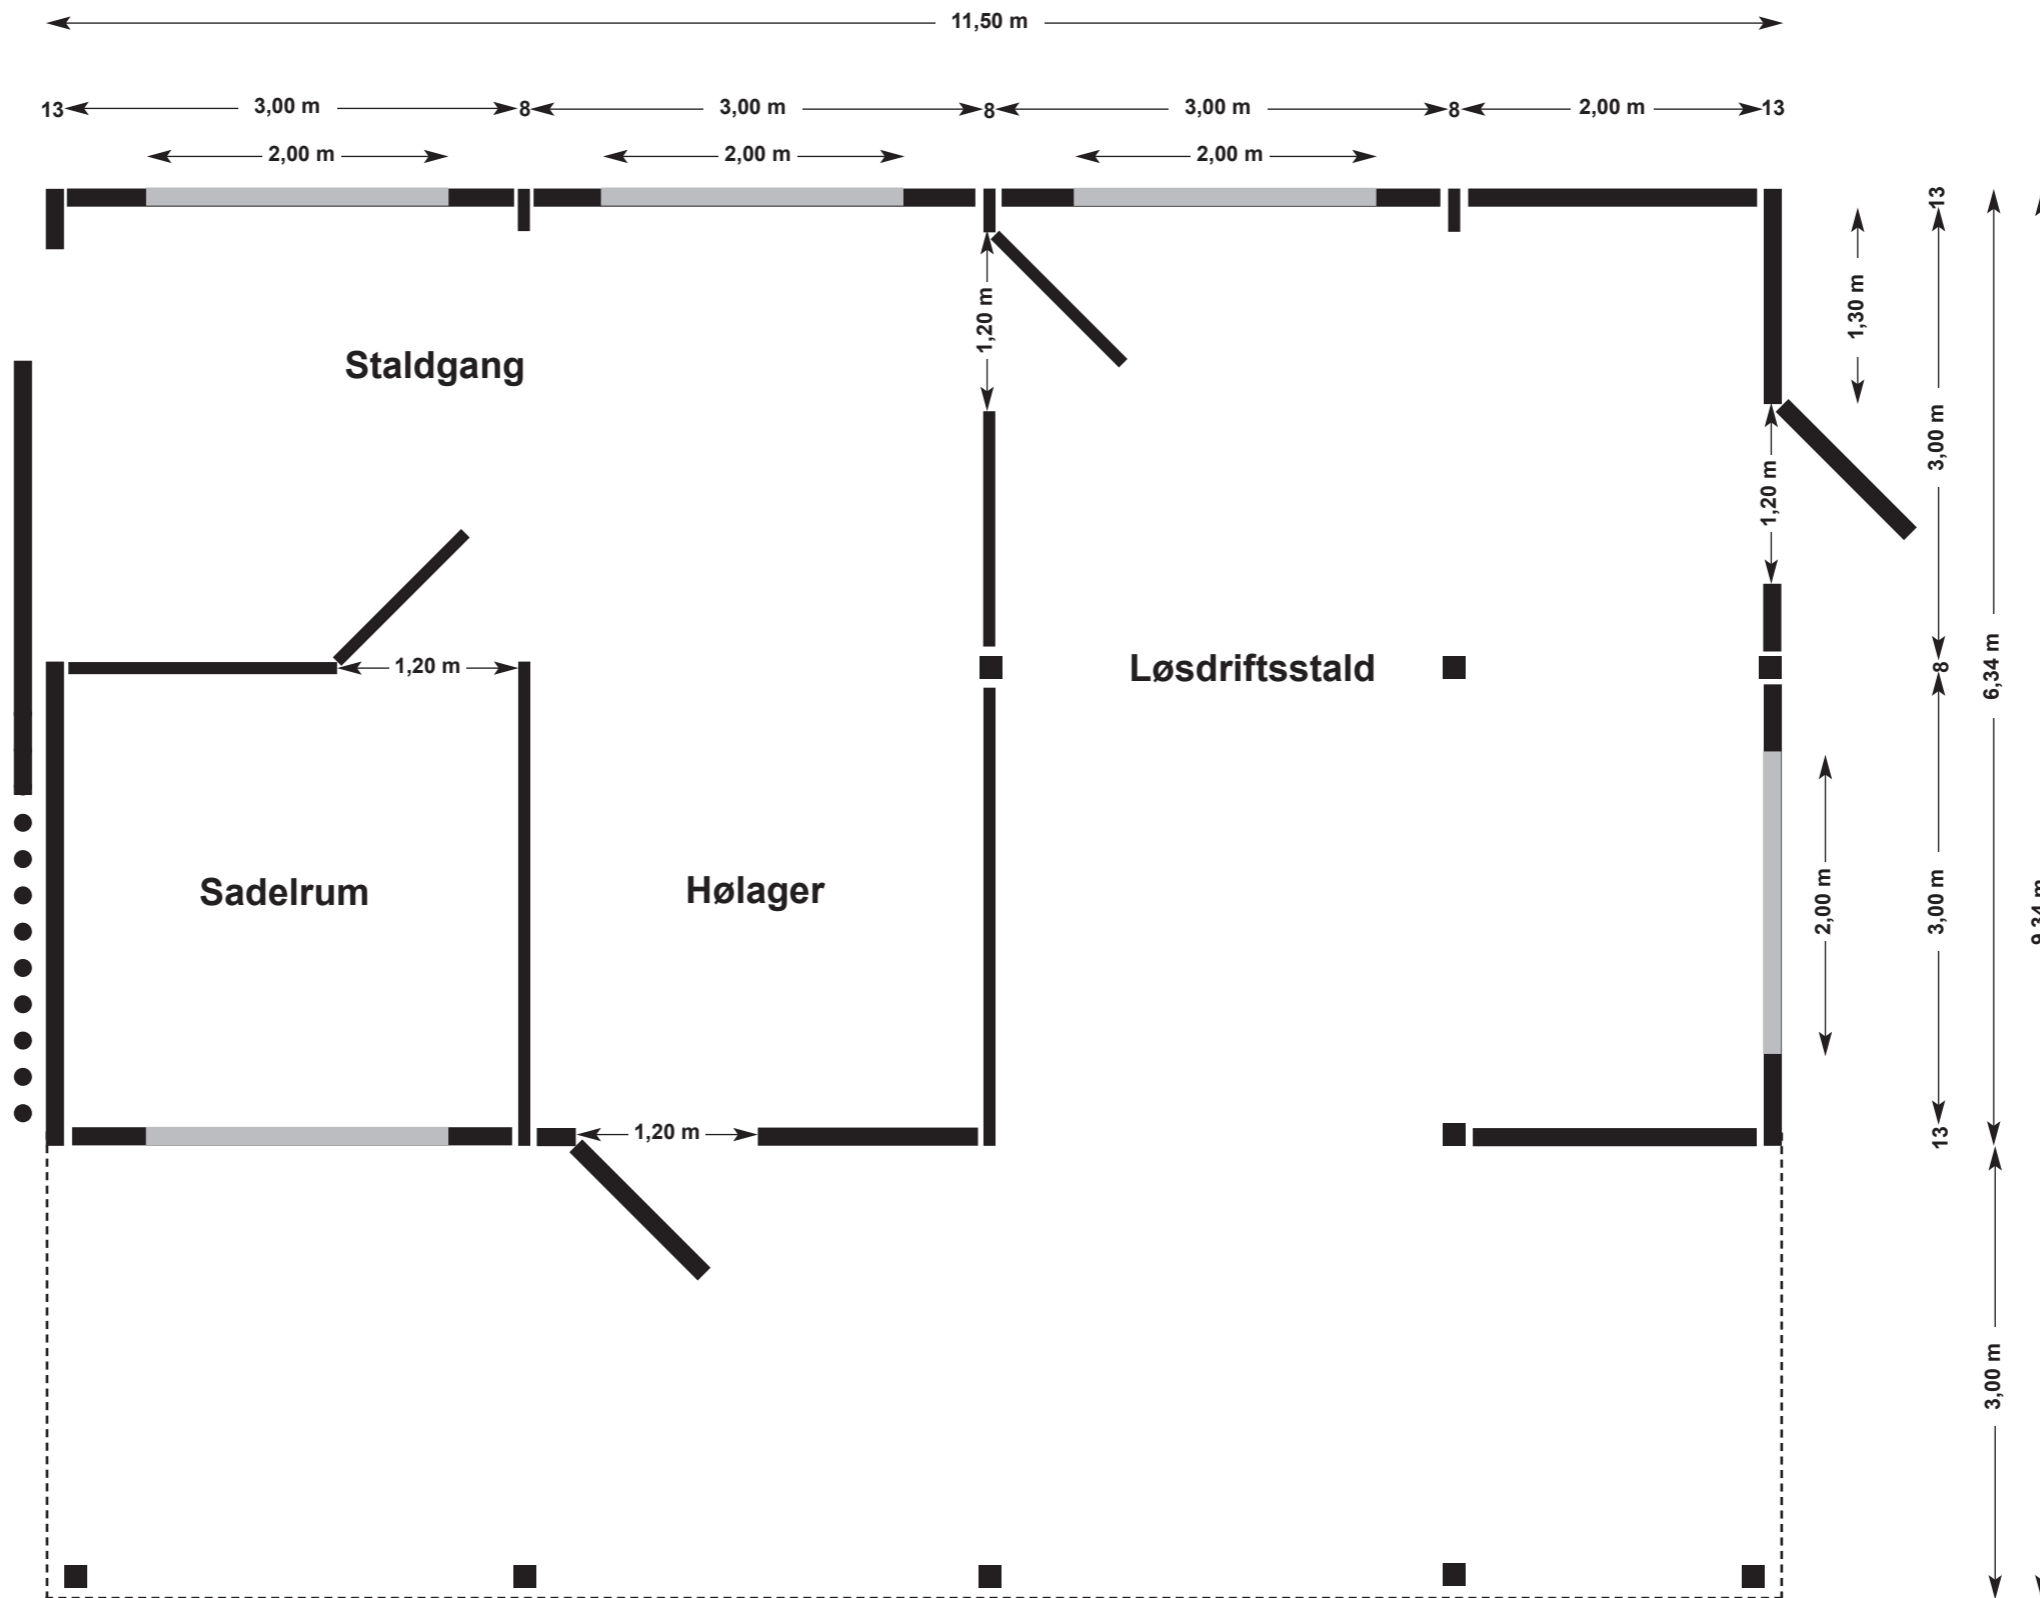 11,50 m
13 3,00 m 8 3,00 m 8 3,00 m 8 2,00 m 13
2,00 m 2,00 m 2,00 m
13
1,20 m
1,30 m
Staldgang
3,00 m
1,20 m
1,20 m
Løsdriftsstald
8
6,34 m
Sadelrum
Hølager
2,00 m
3,00 m
9,34 m
1,20 m
13
3,00 m